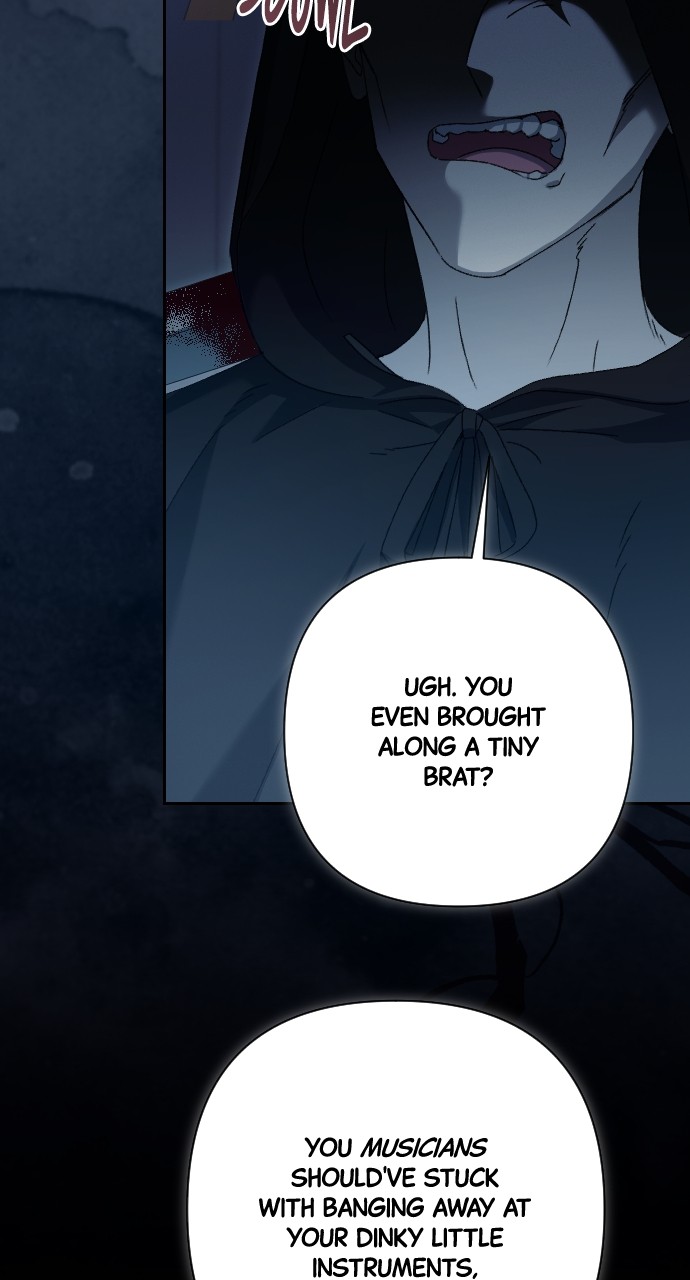 UGH. YOU
EVEN BROUGHT
ALONG A TINY
BRAT?
YOU MUSICIANS
SHOULD'VE STUCK
WITH BANGING AWAY AT
YOUR DINKY LITTLE
INSTRUMENTS,